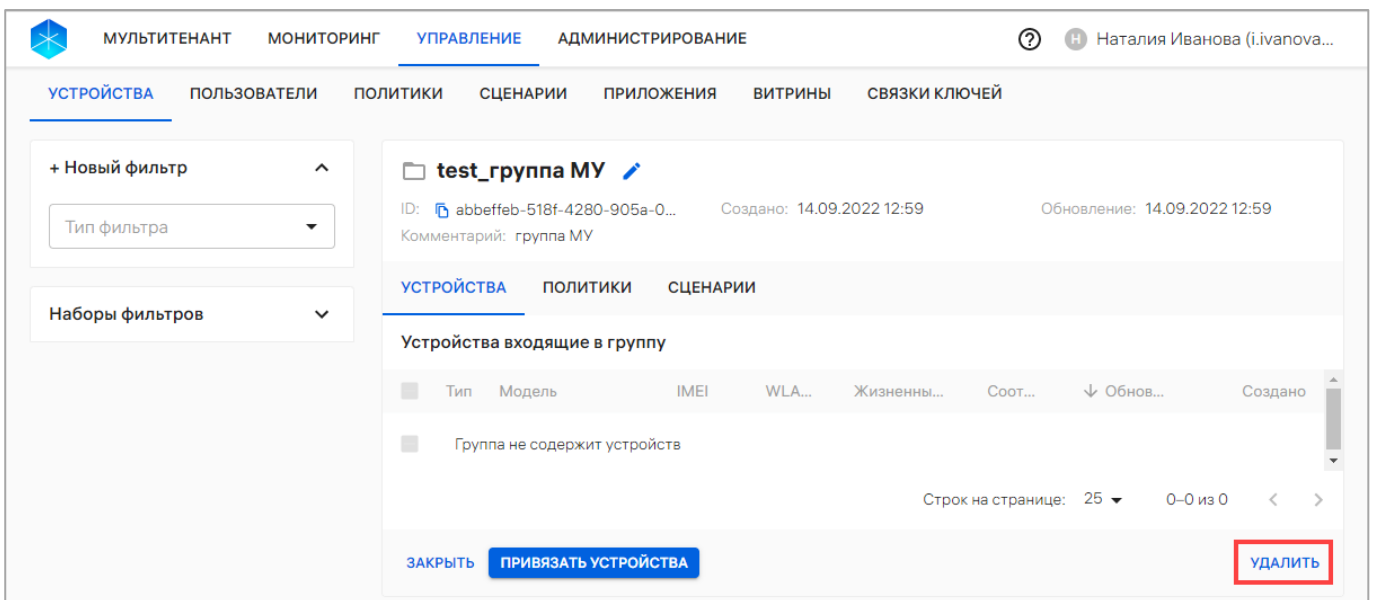 МУЛЬТИТЕНАНТ МОНИТОРИНГ УПРАВЛЕНИЕ АДМИНИСТРИРОВАНИЕ ? Н Наталия Иванова (i.ivanova...
УСТРОЙСТВА ПОЛЬЗОВАТЕЛИ ПОЛИТИКИ СЦЕНАРИИ ПРИЛОЖЕНИЯ ВИТРИНЫ СВЯЗКИ КЛЮЧЕЙ
+ Новый фильтр
Тип фильтра
Наборы фильтров
test_группа МУ
ID: abbeffeb-518f-4280-905a-0... Создано: 14.09.2022 12:59 Обновление: 14.09.2022 12:59
Комментарий: группа МУ
УСТРОЙСТВА ПОЛИТИКИ СЦЕНАРИИ
Устройства входящие в группу
Тип Модель IMEI WLA... Жизненны... Соот... Обнов... Создано
Группа не содержит устройств
Строк на странице: 25 0–0 из 0
ЗАКРЫТЬ ПРИВЯЗАТЬ УСТРОЙСТВА УДАЛИТЬ